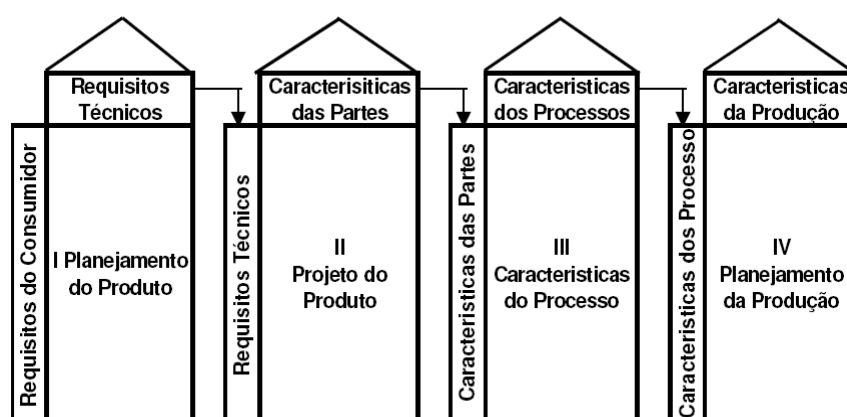 Requisitos
Técnicos
Caracterisiticas
das Partes
Caracteristicas
dos Processos
Caracteristicas
da Produção
Requisitos do Consumidor
I Planejamento
do Produto
Requisitos Técnicos
II
Projeto do
Produto
Caracteristicas das Partes
III
Caracteristicas
do Processo
Caracteristicas dos Processo
IV
Planejamento
da Produção